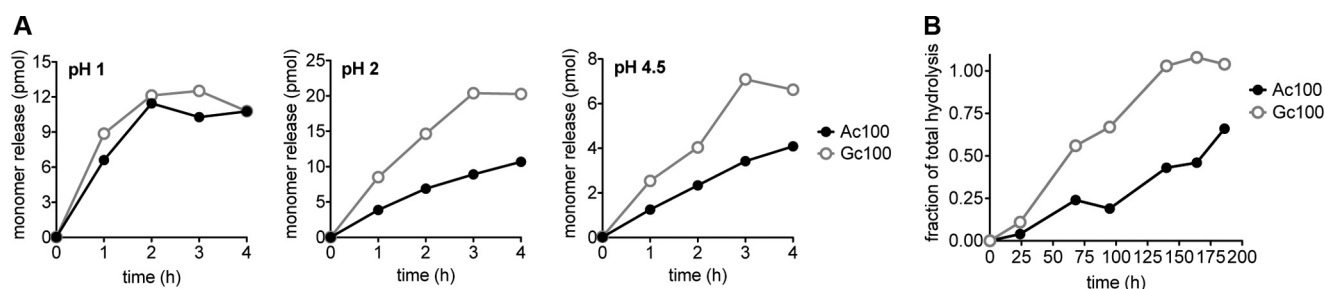 A
B
monomer release (pmol)
15
12
9
6
3
0
pH 1
0 1 2 3 4
time (h)
monomer release (pmol)
25
20
15
10
5
0
pH 2
0 1 2 3 4
time (h)
monomer release (pmol)
8
6
4
2
0
pH 4.5
0 1 2 3 4
time (h)
Ac100
Gc100
fraction of total hydrolysis
1.00
0.75
0.50
0.25
0.00
0 25 50 75 100 125 150 175 200
time (h)
Ac100
Gc100